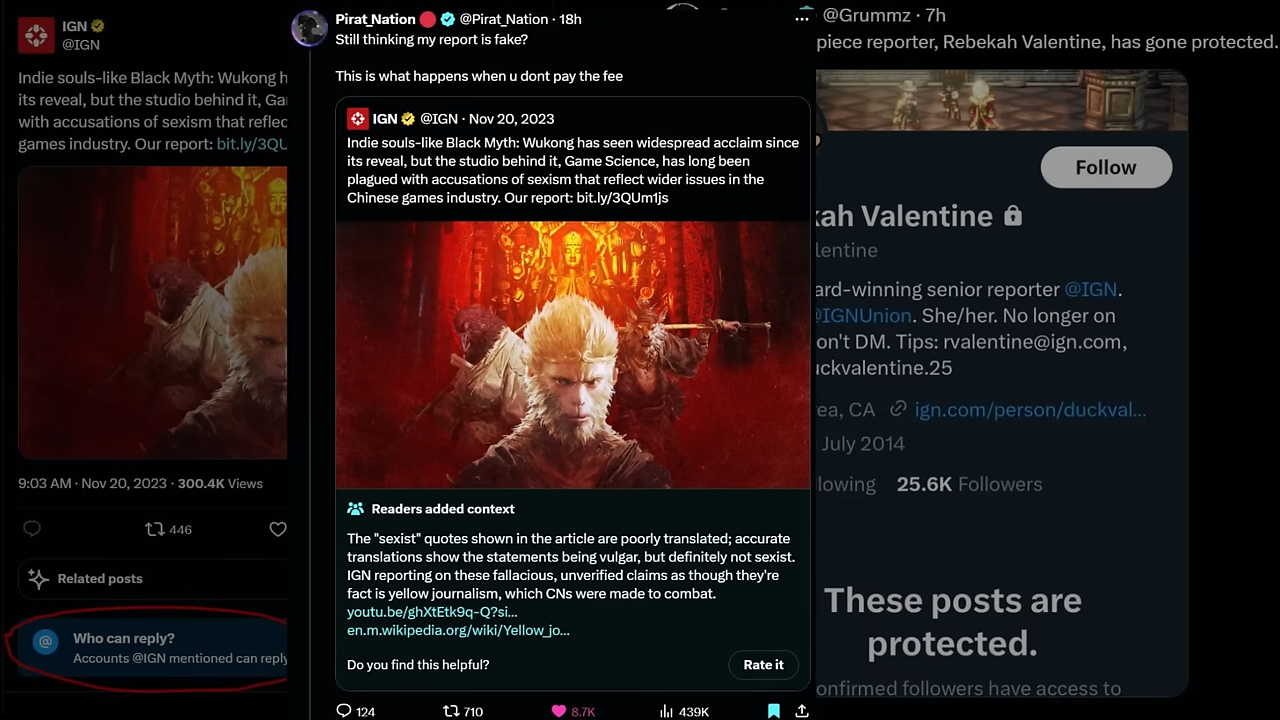 IGN
@IGN
Indie souls-like Black Myth: Wukong h
its reveal, but the studio behind it, Ga
with accusations of sexism that reflec
games industry. Our report: bit.ly/3QU
9:03 AM · Nov 20, 2023 · 300.4K Views
446
Related posts
@
Who can reply?
Accounts @IGN mentioned can reply
Pirat_Nation @Pirat_Nation · 18h
Still thinking my report is fake?
This is what happens when u dont pay the fee
IGN @IGN · Nov 20, 2023
Indie souls-like Black Myth: Wukong has seen widespread acclaim since
its reveal, but the studio behind it, Game Science, has long been
plagued with accusations of sexism that reflect wider issues in the
Chinese games industry. Our report: bit.ly/3QUm1js
Readers added context
The "sexist" quotes shown in the article are poorly translated; accurate
translations show the statements being vulgar, but definitely not sexist.
IGN reporting on these fallacious, unverified claims as though they're
fact is yellow journalism, which CNs were made to combat.
youtu.be/ghXtEtk9q-Q?si...
en.m.wikipedia.org/wiki/Yellow_jo...
Do you find this helpful?
Rate it
124 710 8.7K 439K
@Grummz · 7h
piece reporter, Rebekah Valentine, has gone protected.
Follow
kah Valentine
lentine
ard-winning senior reporter @IGN.
@IGNUnion. She/her. No longer on
on't DM. Tips: rvalentine@ign.com,
uckvalentine.25
rea, CA ign.com/person/duckval...
July 2014
lowing 25.6K Followers
These posts are
protected.
onfirmed followers have access to